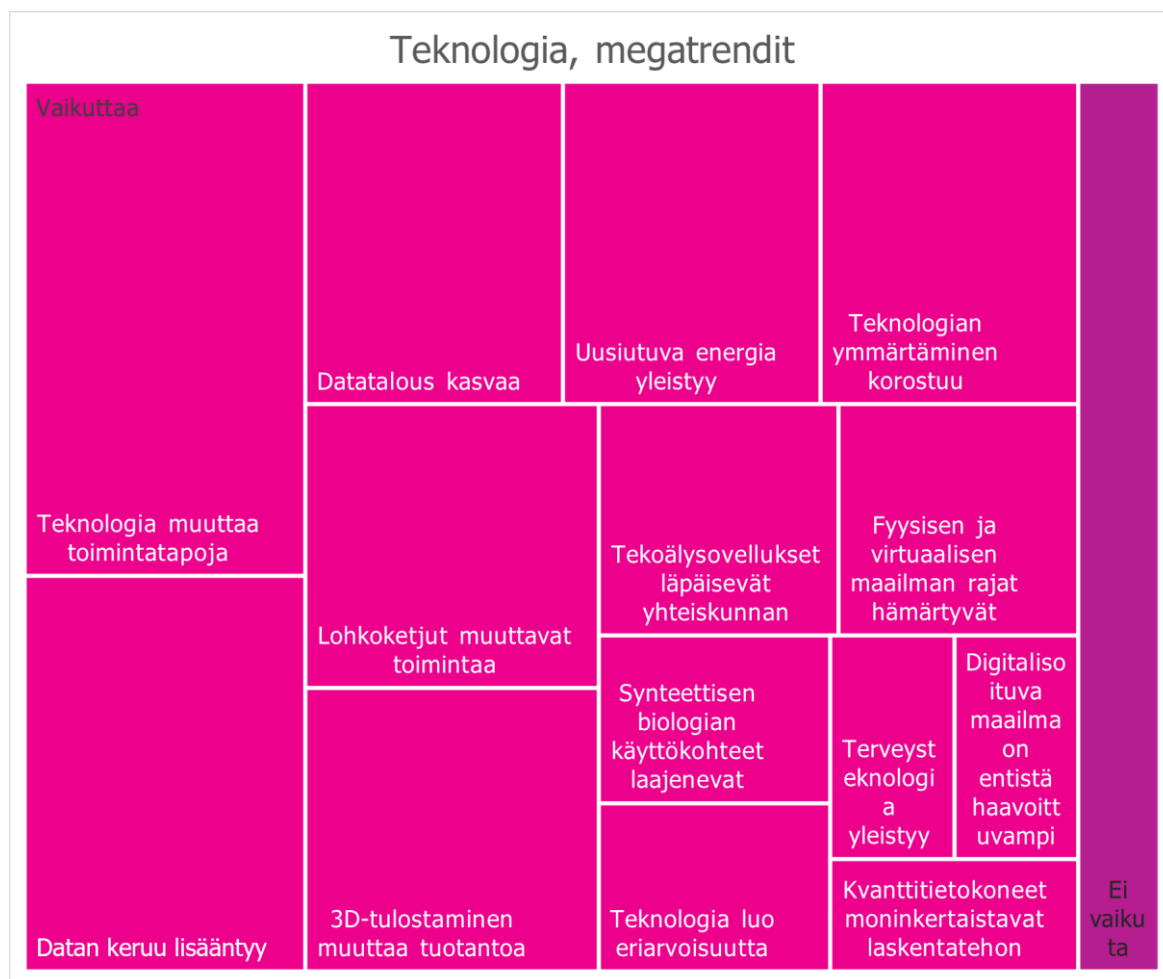 Teknologia, megatrendit
Vaikuttaa
Teknologia muuttaa
toimintatapoja
Datan keruu lisääntyy
Datatalous kasvaa
Uusiutuva energia
yleistyy
Teknologian
ymmärtäminen
korostuu
Lohkoketjut muuttavat
toimintaa
3D-tulostaminen
muuttaa tuotantoa
Tekoälysovellukset
läpäisevät
yhteiskunnan
Fyysisen ja
virtuaalisen
maailman rajat
hämärtyvät
Synteettisen
biologian
käyttökohteet
laajenevat
Teknologia luo
eriarvoisuutta
Terveyst
eknologi
a
yleistyy
Digitaliso
ituva
maailma
on
entistä
haavoitt
uvampi
Kvanttitietokoneet
moninkertaistavat
laskentatehon
Ei
vaiku
ta